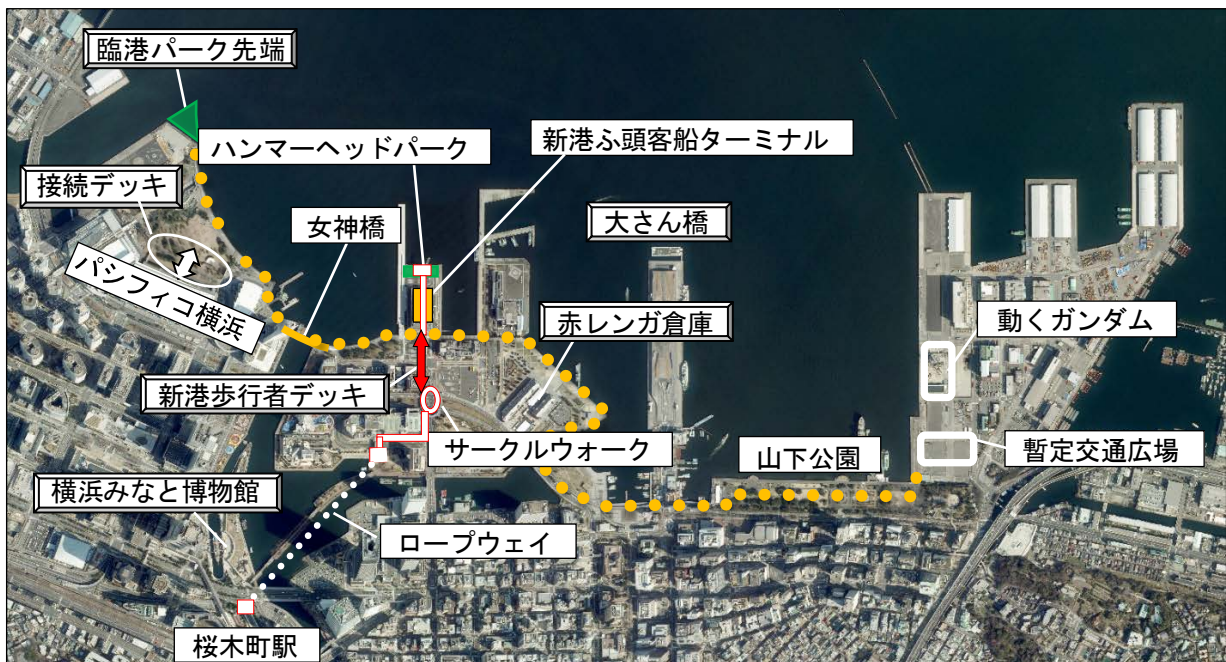 臨港パーク先端
ハンマーヘッドパーク
新港ふ頭客船ターミナル
接続デッキ
女神橋
大さん橋
パシフィコ横浜
赤レンガ倉庫
動くガンダム
新港歩行者デッキ
サークルウォーク
山下公園
暫定交通広場
横浜みなと博物館
ロープウェイ
桜木町駅